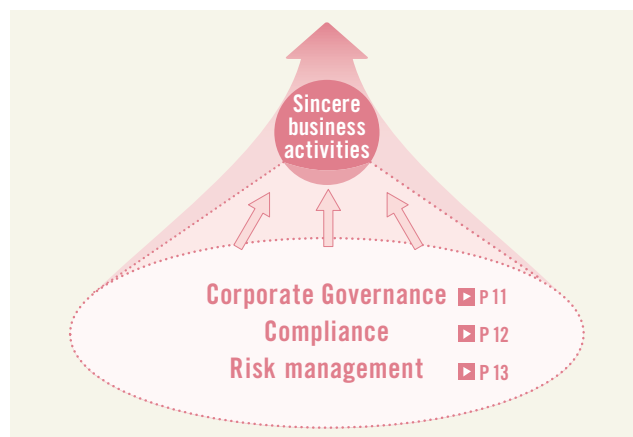 Sincere
business
activities
Corporate Governance P 11
Compliance P 12
Risk management P 13